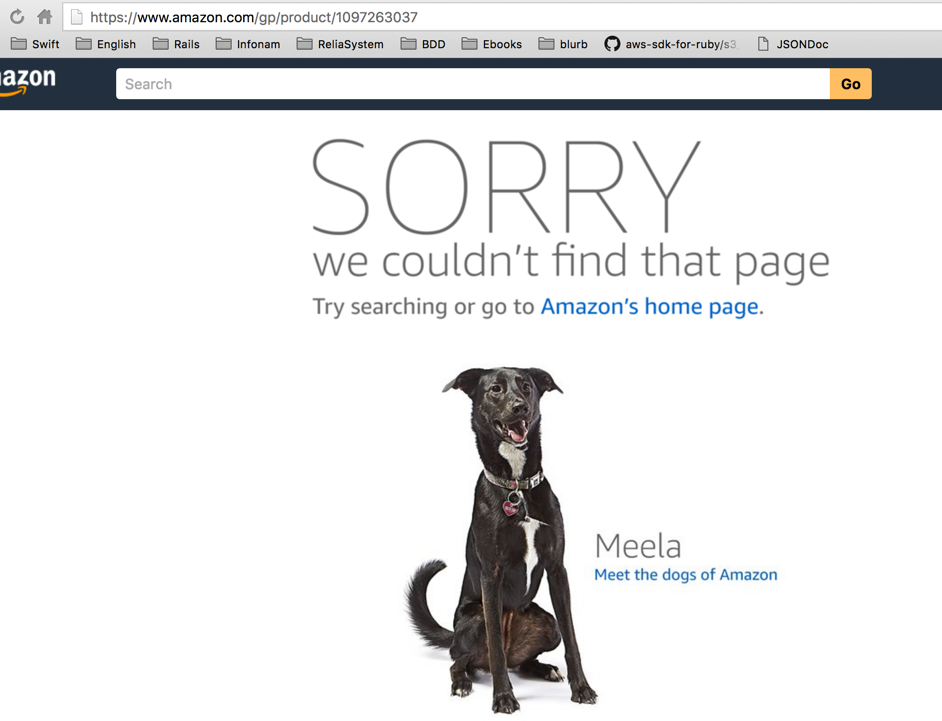 https://www.amazon.com/gp/product/1097263037
Swift English Rails Infonam ReliaSystem BDD Ebooks blurb aws-sdk-for-ruby/s3 JSONDoc
azon
Search Go
SORRY
we couldn't find that page
Try searching or go to Amazon's home page.
Meela
Meet the dogs of Amazon